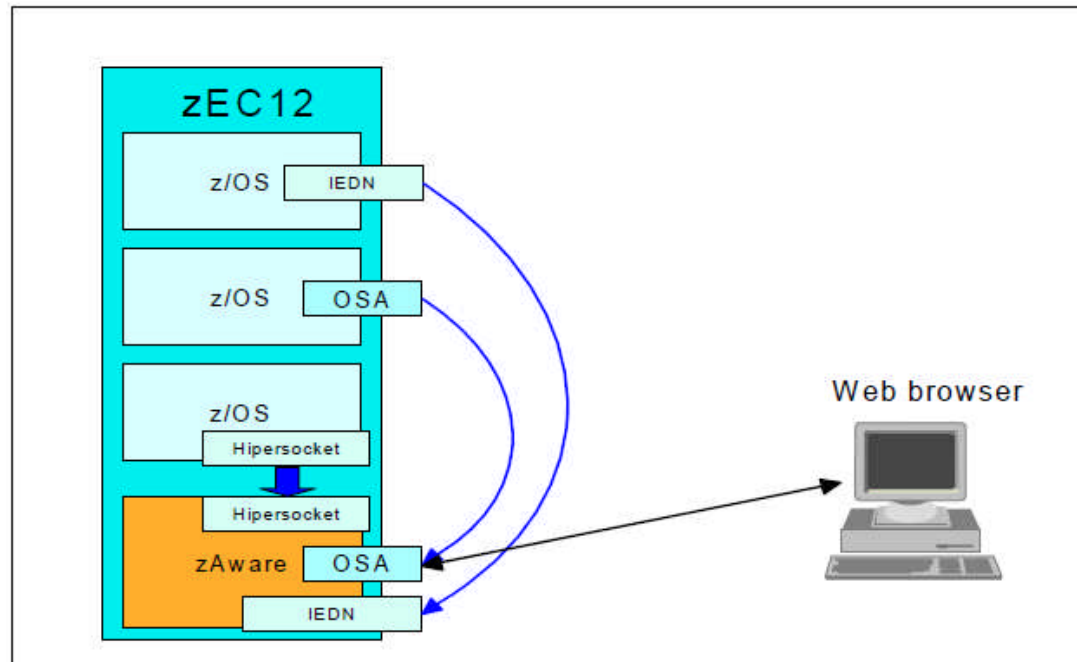 zEC12
z/OS
IEDN
z/OS
OSA
z/OS
Hipersocket
Hipersocket
zAware
OSA
IEDN
Web browser